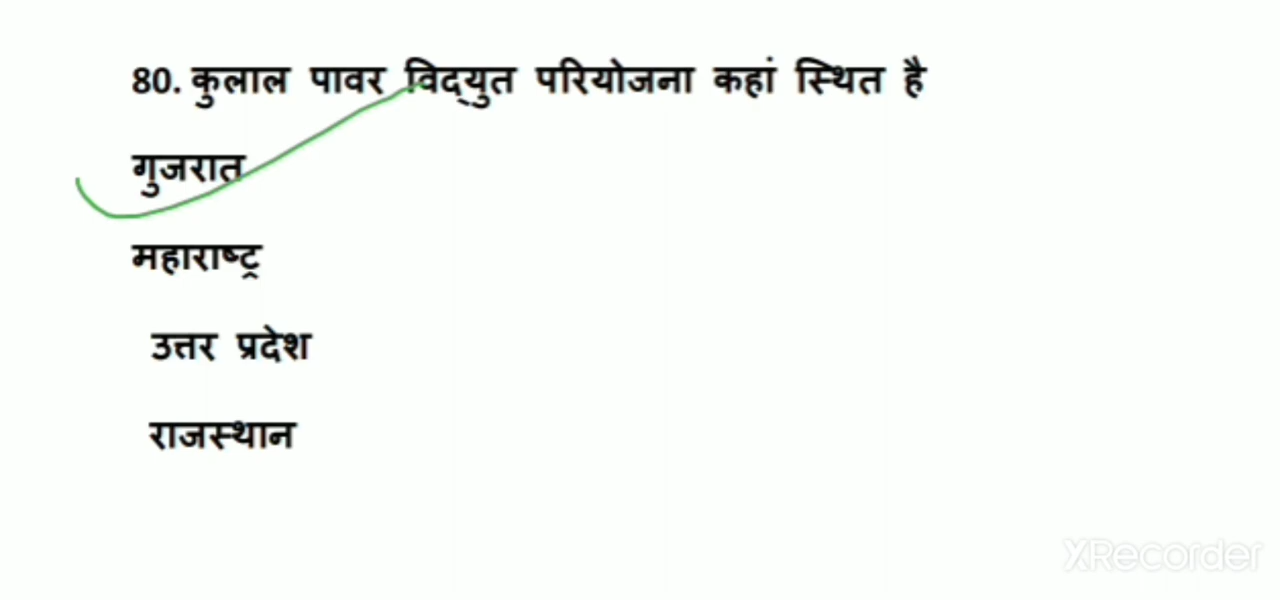 80. कुलाल पावर विद्युत परियोजना कहां स्थित है
गुजरात
महाराष्ट्र
उत्तर प्रदेश
राजस्थान
XRecorder